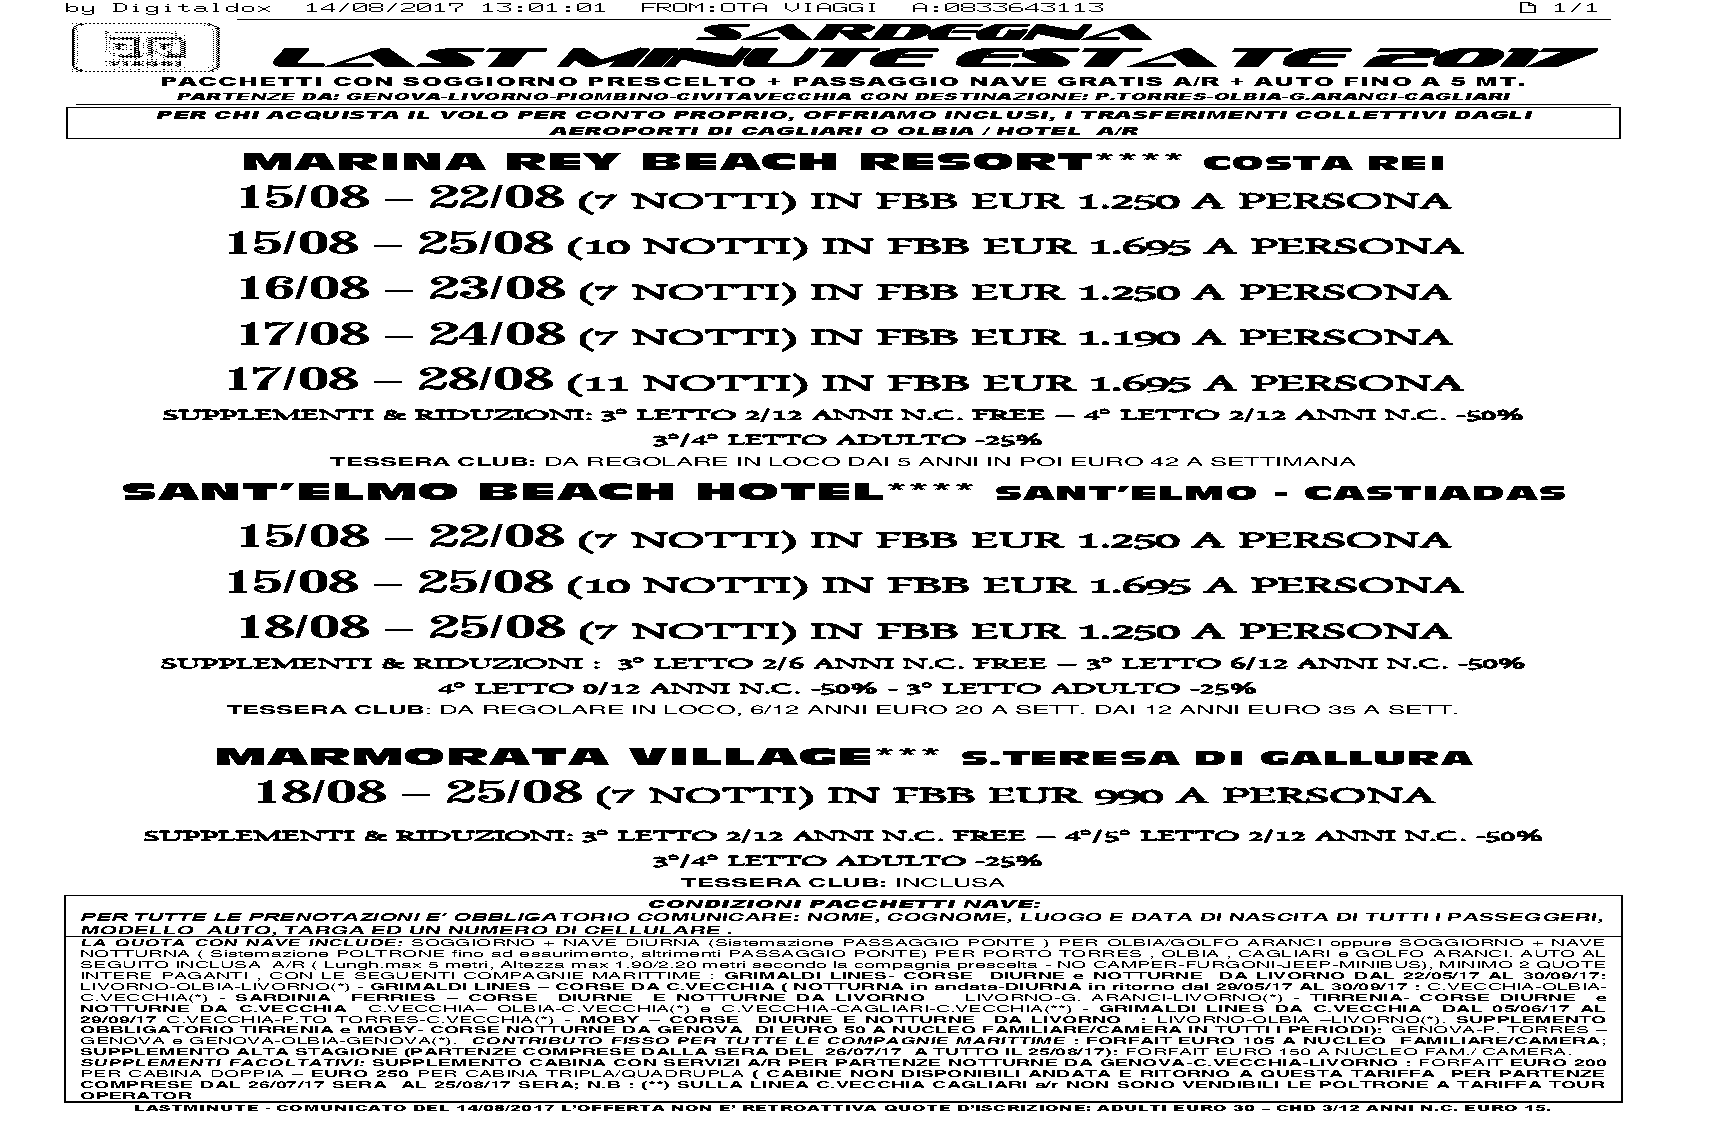 by Digitaldox 14/08/2017 13:01:01 FROM:OTA VIAGGI A:0833643113 1/1
SARDEGNA
LAST MINUTE ESTATE 2017
PACCHETTI CON SOGGIORNO PRESCELTO + PASSAGGIO NAVE GRATIS A/R + AUTO FINO A 5 MT.
PARTENZE DA: GENOVA-LIVORNO-PIOMBINO-CIVITAVECCHIA CON DESTINAZIONE: P.TORRES-OLBIA-G.ARANCI-CAGLIARI
PER CHI ACQUISTA IL VOLO PER CONTO PROPRIO, OFFRIAMO INCLUSI, I TRASFERIMENTI COLLETTIVI DAGLI
AEROPORTI DI CAGLIARI O OLBIA / HOTEL A/R
MARINA REY BEACH RESORT**** COSTA REI
15/08 – 22/08 (7 NOTTI) IN FBB EUR 1.250 A PERSONA
15/08 – 25/08 (10 NOTTI) IN FBB EUR 1.695 A PERSONA
16/08 – 23/08 (7 NOTTI) IN FBB EUR 1.250 A PERSONA
17/08 – 24/08 (7 NOTTI) IN FBB EUR 1.190 A PERSONA
17/08 – 28/08 (11 NOTTI) IN FBB EUR 1.695 A PERSONA
SUPPLEMENTI & RIDUZIONI: 3° LETTO 2/12 ANNI N.C. FREE – 4° LETTO 2/12 ANNI N.C. -50%
3°/4° LETTO ADULTO -25%
TESSERA CLUB: DA REGOLARE IN LOCO DAI 5 ANNI IN POI EURO 42 A SETTIMANA
SANT'ELMO BEACH HOTEL**** SANT'ELMO - CASTIADAS
15/08 – 22/08 (7 NOTTI) IN FBB EUR 1.250 A PERSONA
15/08 – 25/08 (10 NOTTI) IN FBB EUR 1.695 A PERSONA
18/08 – 25/08 (7 NOTTI) IN FBB EUR 1.250 A PERSONA
SUPPLEMENTI & RIDUZIONI : 3° LETTO 2/6 ANNI N.C. FREE – 3° LETTO 6/12 ANNI N.C. -50%
4° LETTO 0/12 ANNI N.C. -50% - 3° LETTO ADULTO -25%
TESSERA CLUB: DA REGOLARE IN LOCO, 6/12 ANNI EURO 20 A SETT. DAI 12 ANNI EURO 35 A SETT.
MARMORATA VILLAGE*** S.TERESA DI GALLURA
18/08 – 25/08 (7 NOTTI) IN FBB EUR 990 A PERSONA
SUPPLEMENTI & RIDUZIONI: 3° LETTO 2/12 ANNI N.C. FREE – 4°/5° LETTO 2/12 ANNI N.C. -50%
3°/4° LETTO ADULTO -25%
TESSERA CLUB: INCLUSA
CONDIZIONI PACCHETTI NAVE:
PER TUTTE LE PRENOTAZIONI E' OBBLIGATORIO COMUNICARE: NOME, COGNOME, LUOGO E DATA DI NASCITA DI TUTTI I PASSEGGERI,
MODELLO AUTO, TARGA ED UN NUMERO DI CELLULARE .
LA QUOTA CON NAVE INCLUDE: SOGGIORNO + NAVE DIURNA (Sistemazione PASSAGGIO PONTE ) PER OLBIA/GOLFO ARANCI oppure SOGGIORNO + NAVE
NOTTURNA ( Sistemazione POLTRONE fino ad esaurimento, altrimenti PASSAGGIO PONTE) PER PORTO TORRES , OLBIA , CAGLIARI e GOLFO ARANCI. AUTO AL
SEGUITO INCLUSA A/R ( Lungh.max 5 metri, Altezza max 1.90/2.20 metri secondo la compagnia prescelta - NO CAMPER-FURGONI-JEEP-MINIBUS), MINIMO 2 QUOTE
INTERE PAGANTI , CON LE SEGUENTI COMPAGNIE MARITTIME : GRIMALDI LINES- CORSE DIURNE e NOTTURNE DA LIVORNO DAL 22/05/17 AL 30/09/17:
LIVORNO-OLBIA-LIVORNO(*) - GRIMALDI LINES – CORSE DA C.VECCHIA ( NOTTURNA in andata-DIURNA in ritorno dal 29/05/17 AL 30/09/17 : C.VECCHIA-OLBIA-
C.VECCHIA(*) - SARDINIA FERRIES – CORSE DIURNE E NOTTURNE DA LIVORNO LIVORNO-G. ARANCI-LIVORNO(*) - TIRRENIA- CORSE DIURNE e
NOTTURNE DA C.VECCHIA C.VECCHIA– OLBIA-C.VECCHIA(*) e C.VECCHIA-CAGLIARI-C.VECCHIA(**) - GRIMALDI LINES DA C.VECCHIA DAL 05/06/17 AL
29/09/17 C.VECCHIA-P.TO TORRES-C.VECCHIA(*) - MOBY – CORSE DIURNE E NOTTURNE DA LIVORNO : LIVORNO-OLBIA –LIVORNO(*). SUPPLEMENTO
OBBLIGATORIO TIRRENIA e MOBY- CORSE NOTTURNE DA GENOVA DI EURO 50 A NUCLEO FAMILIARE/CAMERA IN TUTTI I PERIODI): GENOVA-P. TORRES –
GENOVA e GENOVA-OLBIA-GENOVA(*). CONTRIBUTO FISSO PER TUTTE LE COMPAGNIE MARITTIME : FORFAIT EURO 105 A NUCLEO FAMILIARE/CAMERA;
SUPPLEMENTO ALTA STAGIONE (PARTENZE COMPRESE DALLA SERA DEL 26/07/17 A TUTTO IL 25/08/17): FORFAIT EURO 150 A NUCLEO FAM./ CAMERA.
SUPPLEMENTI FACOLTATIVI: SUPPLEMENTO CABINA CON SERVIZI A/R PER PARTENZE NOTTURNE DA GENOVA-C.VECCHIA-LIVORNO : FORFAIT EURO 200
PER CABINA DOPPIA – EURO 250 PER CABINA TRIPLA/QUADRUPLA ( CABINE NON DISPONIBILI ANDATA E RITORNO A QUESTA TARIFFA PER PARTENZE
COMPRESE DAL 26/07/17 SERA AL 25/08/17 SERA; N.B : (**) SULLA LINEA C.VECCHIA CAGLIARI a/r NON SONO VENDIBILI LE POLTRONE A TARIFFA TOUR
OPERATOR
LASTMINUTE - COMUNICATO DEL 14/08/2017 L'OFFERTA NON E' RETROATTIVA QUOTE D'ISCRIZIONE: ADULTI EURO 30 – CHD 3/12 ANNI N.C. EURO 15.